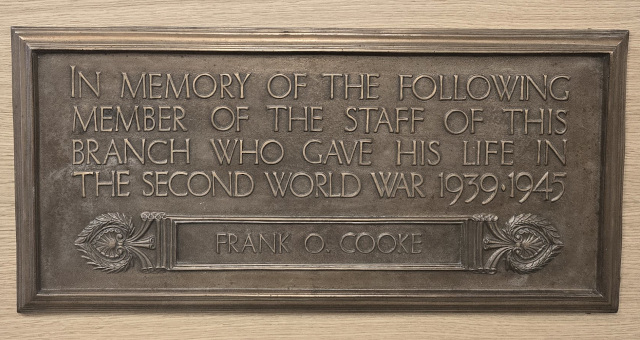 IN MEMORY OF THE FOLLOWING
MEMBER OF THE STAFF OF THIS
BRANCH WHO GAVE HIS LIFE IN
THE SECOND WORLD WAR 1939·1945
FRANK O. COOKE